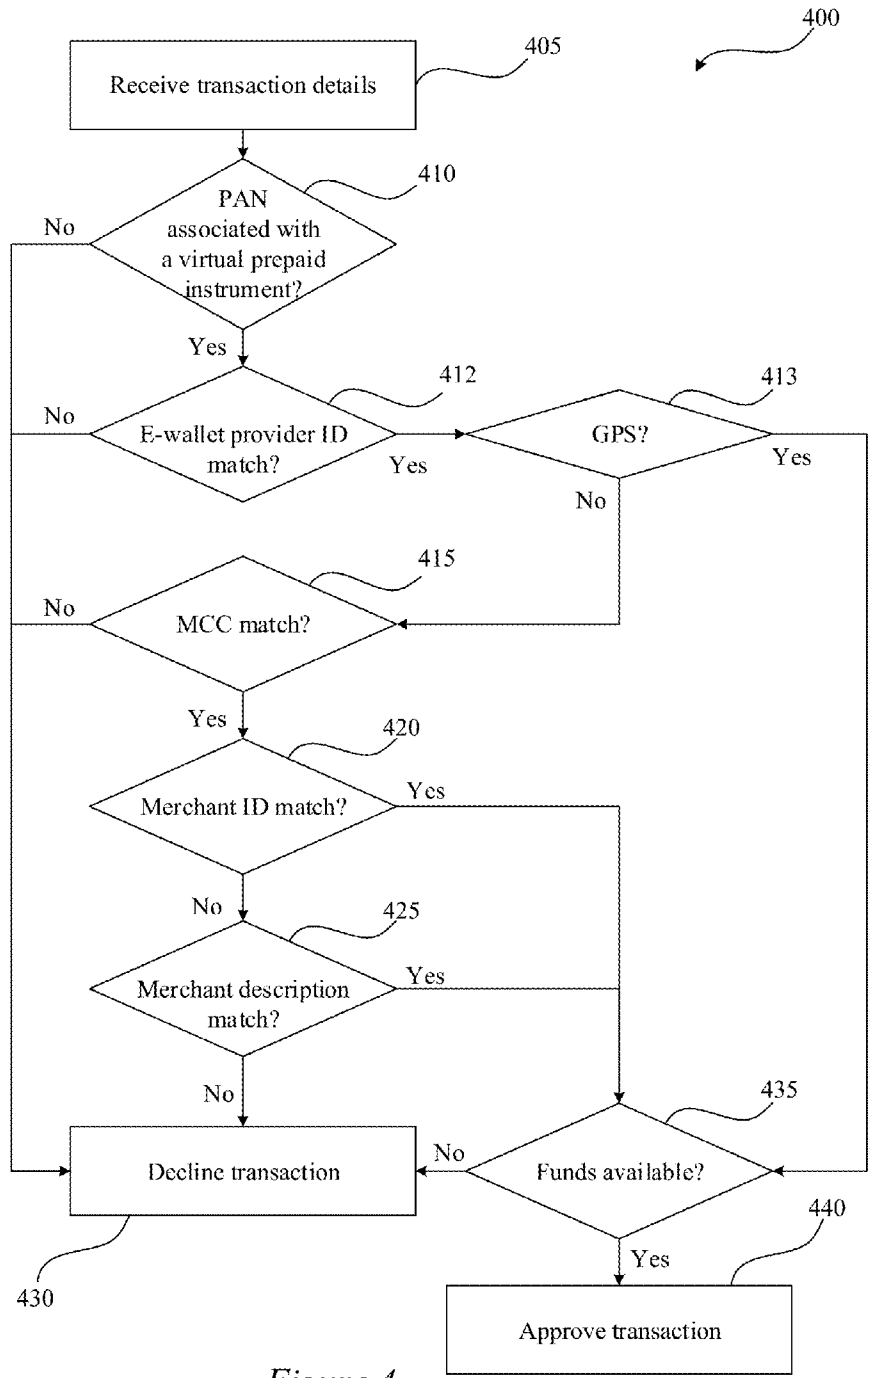 400
405
Receive transaction details
410
PAN
associated with
a virtual prepaid
instrument?
No
Yes
412
E-wallet provider ID
match?
No
Yes
413
GPS?
Yes
No
415
MCC match?
No
Yes
420
Merchant ID match?
Yes
No
425
Merchant description
match?
Yes
No
435
Funds available?
No
Decline transaction
430
Yes
440
Approve transaction
Figure 4